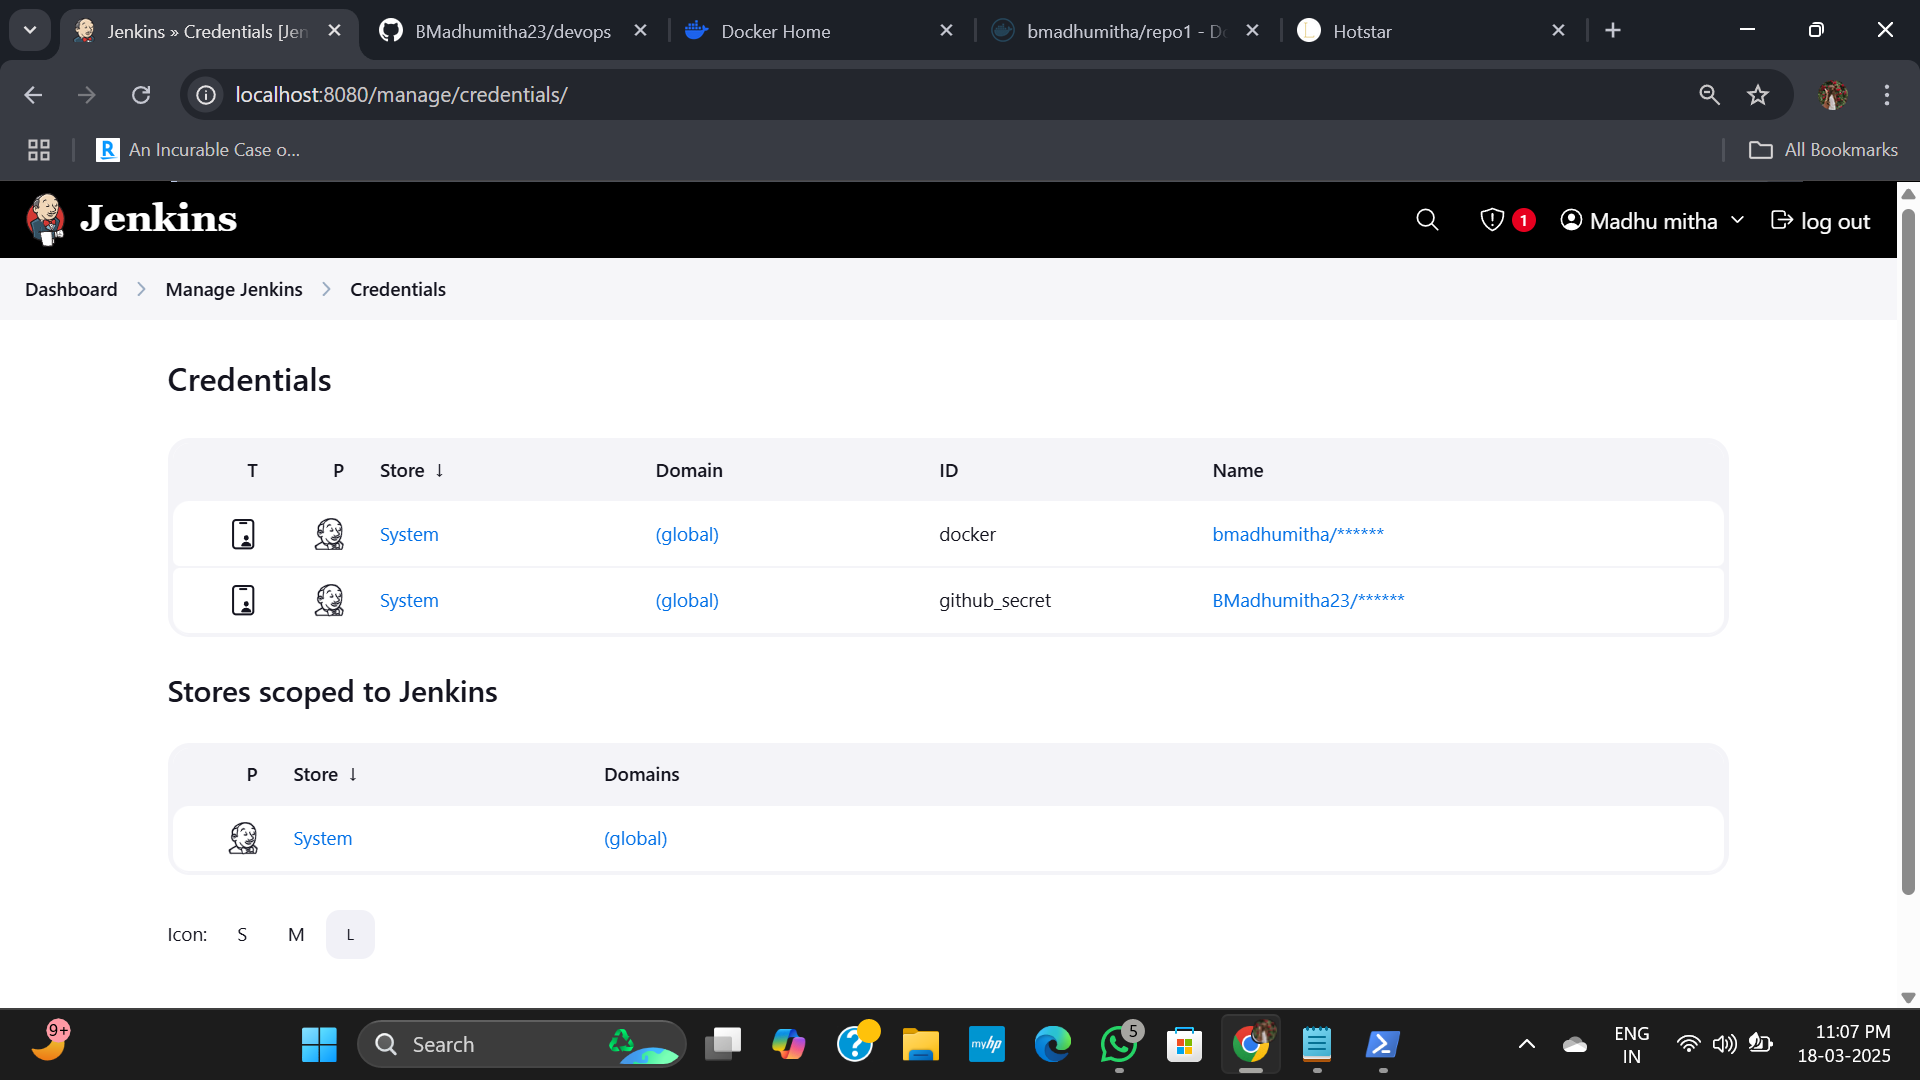 Jenkins » Credentials [Jen
BMadhumitha23/devops
Docker Home
bmadhumitha/repo1 - Do
Hotstar
localhost:8080/manage/credentials/
An Incurable Case o...
All Bookmarks
Jenkins
1
Madhu mitha
log out
Dashboard
Manage Jenkins
Credentials
Credentials
T P Store ↓ Domain ID Name
System (global) docker bmadhumitha/******
System (global) github_secret BMadhumitha23/******
Stores scoped to Jenkins
P Store ↓ Domains
System (global)
Icon: S M L
9+
Search
myhp
5
ENG
IN
11:07 PM
18-03-2025